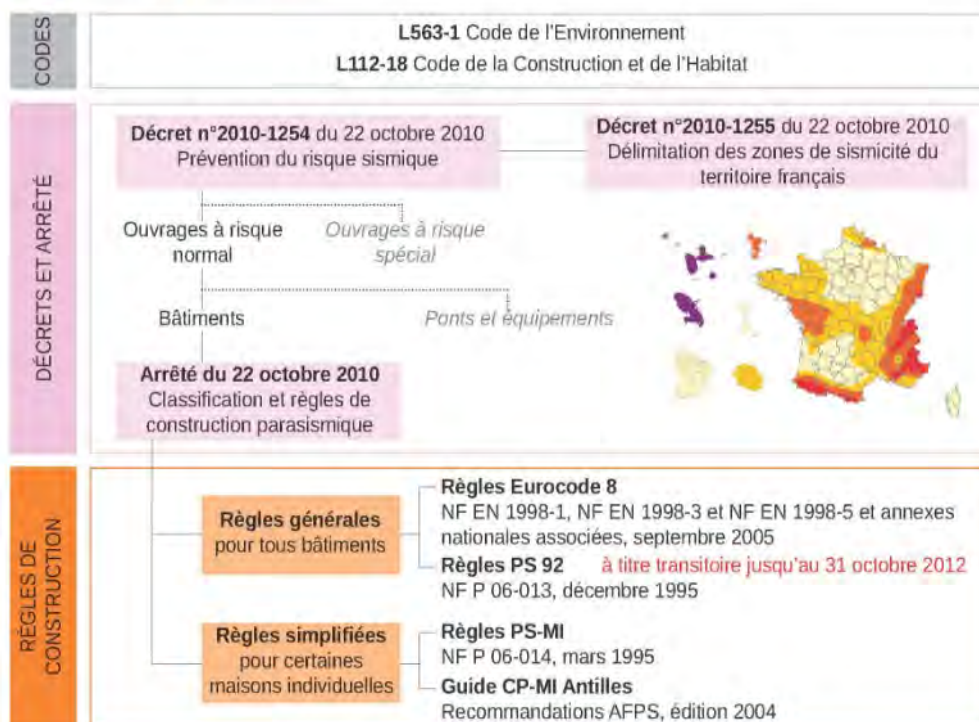 CODES
L563-1 Code de l'Environnement
L112-18 Code de la Construction et de l'Habitat
DÉCRETS ET ARRÊTÉ
Décret n°2010-1254 du 22 octobre 2010
Prévention du risque sismique
Décret n°2010-1255 du 22 octobre 2010
Délimitation des zones de sismicité du
territoire français
Ouvrages à risque
normal
Ouvrages à risque
spécial
Bâtiments
Ponts et équipements
Arrêté du 22 octobre 2010
Classification et règles de
construction parasismique
RÈGLES DE
CONSTRUCTION
Règles générales
pour tous bâtiments
Règles Eurocode 8
NF EN 1998-1, NF EN 1998-3 et NF EN 1998-5 et annexes
nationales associées, septembre 2005
Règles PS 92 à titre transitoire jusqu'au 31 octobre 2012
NF P 06-013, décembre 1995
Règles simplifiées
pour certaines
maisons individuelles
Règles PS-MI
NF P 06-014, mars 1995
Guide CP-MI Antilles
Recommandations AFPS, édition 2004